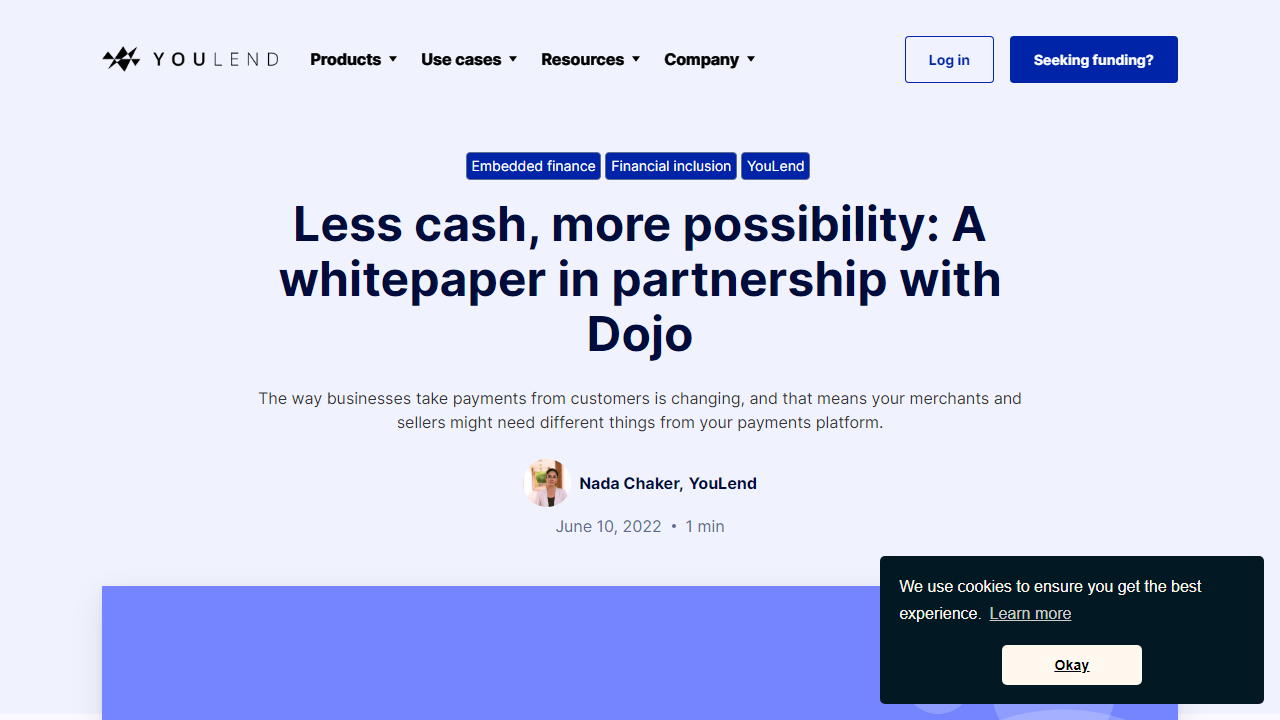 YOULEND Products Use cases Resources Company Log in Seeking funding?
Embedded finance Financial inclusion YouLend
Less cash, more possibility: A
whitepaper in partnership with
Dojo
The way businesses take payments from customers is changing, and that means your merchants and
sellers might need different things from your payments platform.
Nada Chaker, YouLend
June 10, 2022 • 1 min
We use cookies to ensure you get the best
experience. Learn more
Okay